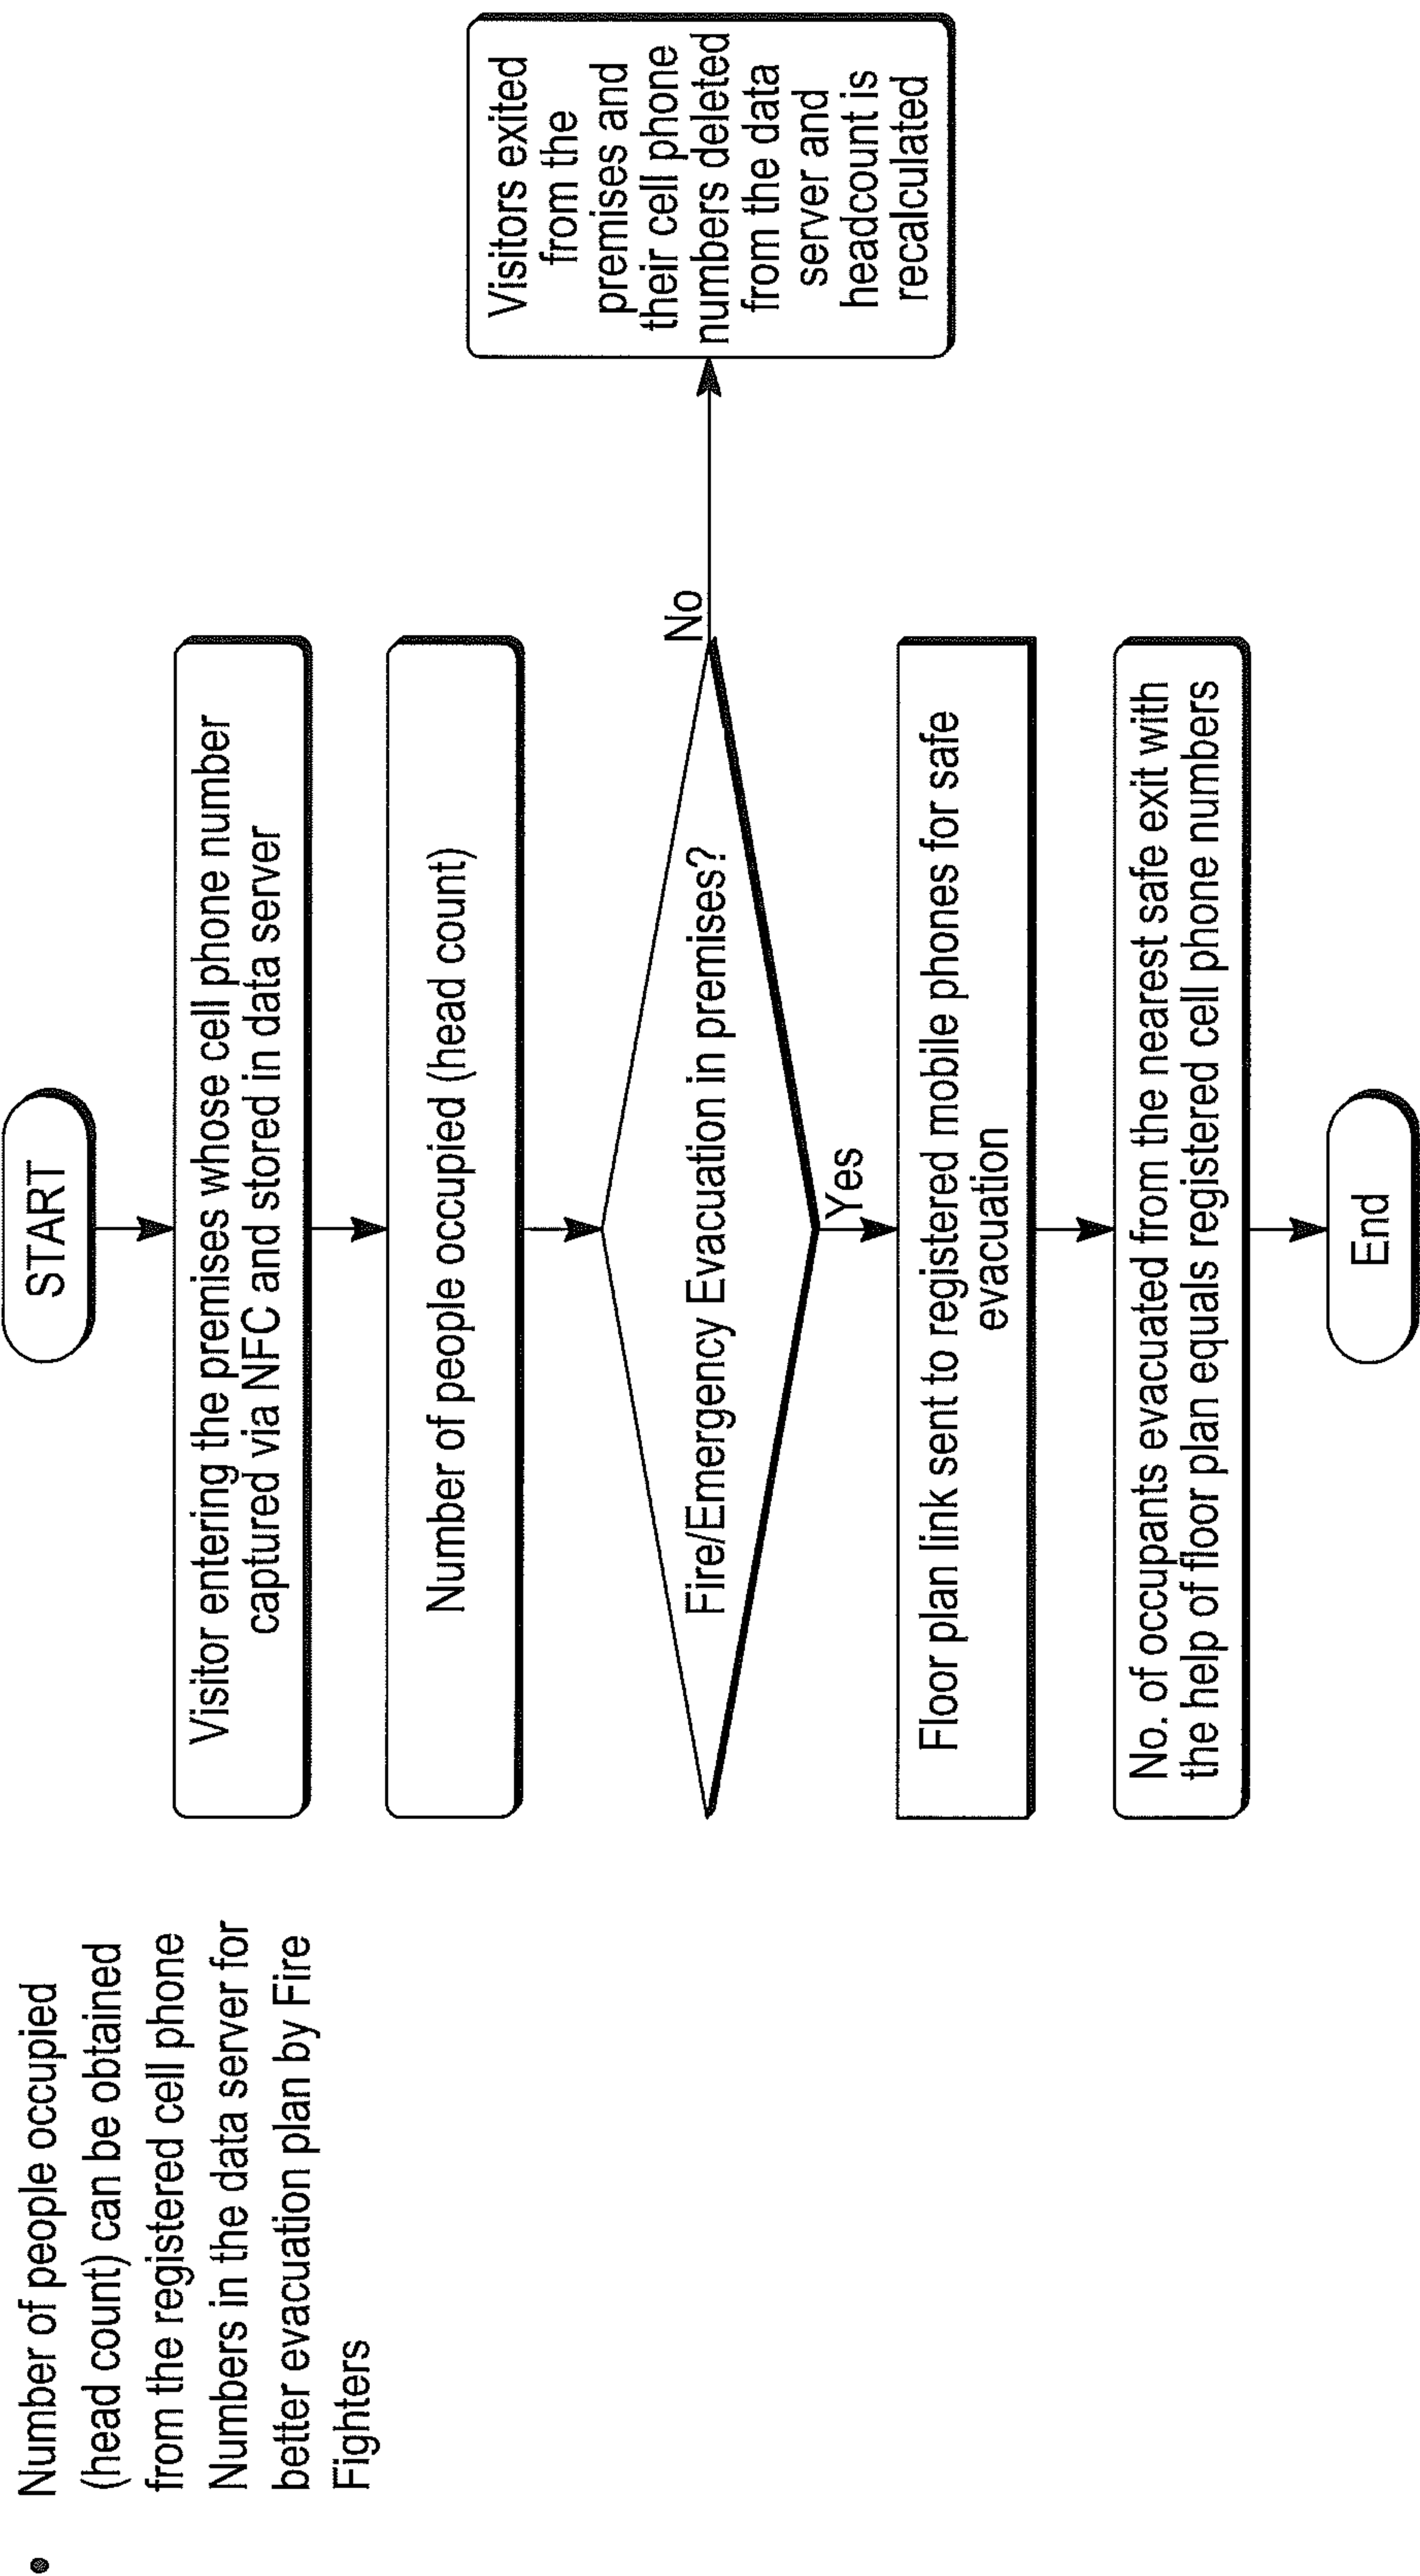 • Number of people occupied
(head count) can be obtained
from the registered cell phone
Numbers in the data server for
better evacuation plan by Fire
Fighters
START
Visitor entering the premises whose cell phone number
captured via NFC and stored in data server
Number of people occupied (head count)
Fire/Emergency Evacuation in premises?
No
Visitors exited
from the
premises and
their cell phone
numbers deleted
from the data
server and
headcount is
recalculated
Yes
Floor plan link sent to registered mobile phones for safe
evacuation
No. of occupants evacuated from the nearest safe exit with
the help of floor plan equals registered cell phone numbers
End